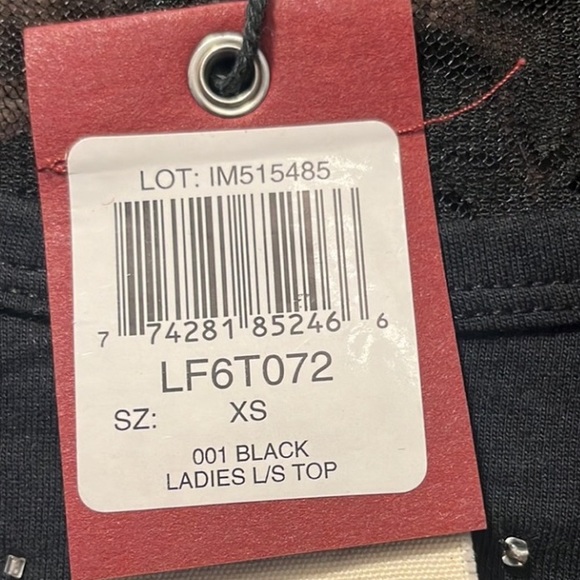 LOT: IM515485
7 74281 85246 6
LF6T072
SZ: XS
001 BLACK
LADIES L/S TOP